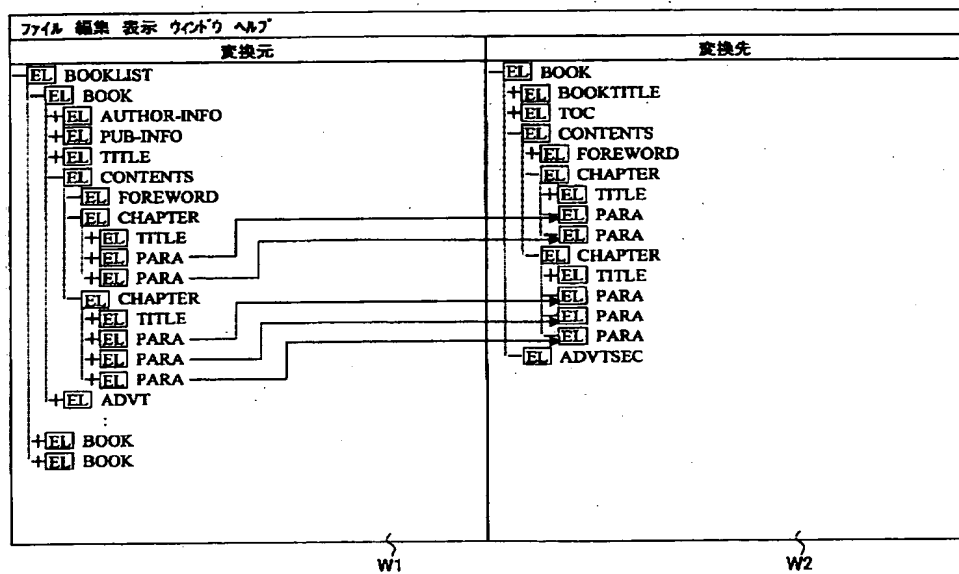 ファイル 編集 表示 ウィンドウ ヘルプ
変換元
EL BOOKLIST
EL BOOK
EL AUTHOR-INFO
EL PUB-INFO
EL TITLE
EL CONTENTS
EL FOREWORD
EL CHAPTER
EL TITLE
EL PARA
EL PARA
EL CHAPTER
EL TITLE
EL PARA
EL PARA
EL PARA
EL ADVT
:
EL BOOK
EL BOOK
W1
変換先
EL BOOK
EL BOOKTITLE
EL TOC
EL CONTENTS
EL FOREWORD
EL CHAPTER
EL TITLE
EL PARA
EL PARA
EL CHAPTER
EL TITLE
EL PARA
EL PARA
EL PARA
EL ADVTSEC
W2